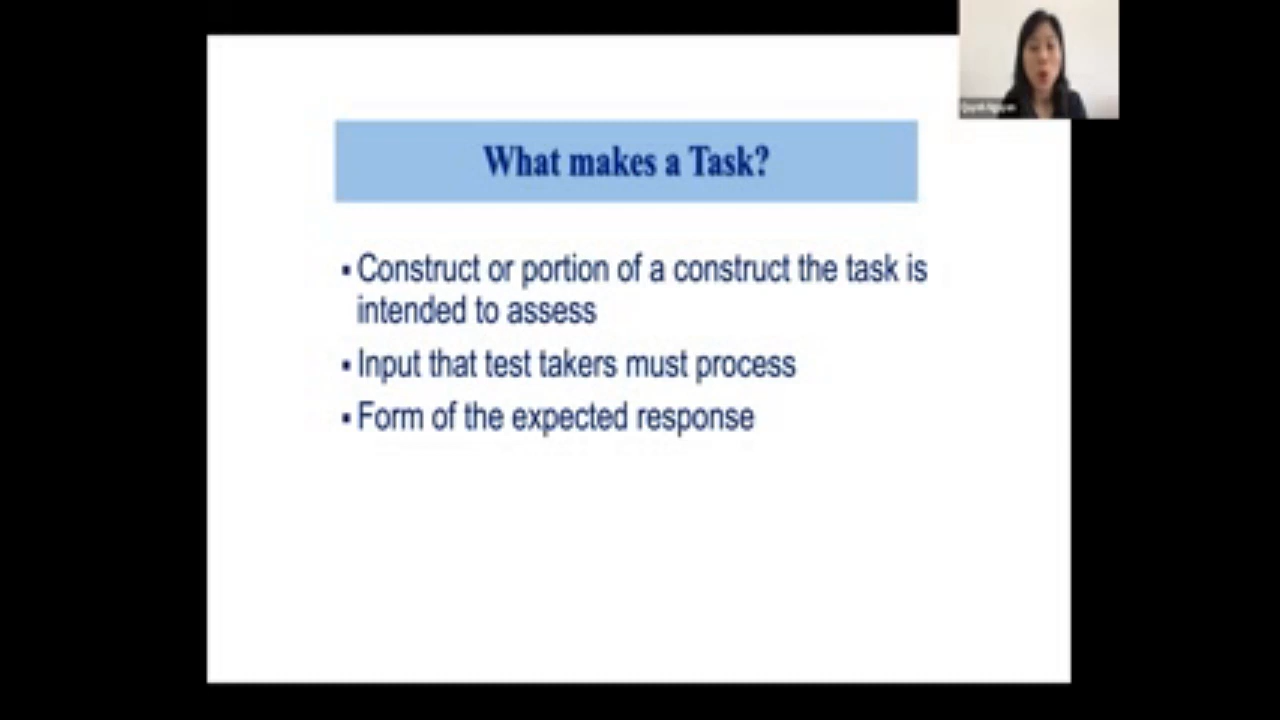 What makes a Task?
▪ Construct or portion of a construct the task is
intended to assess
▪ Input that test takers must process
▪ Form of the expected response